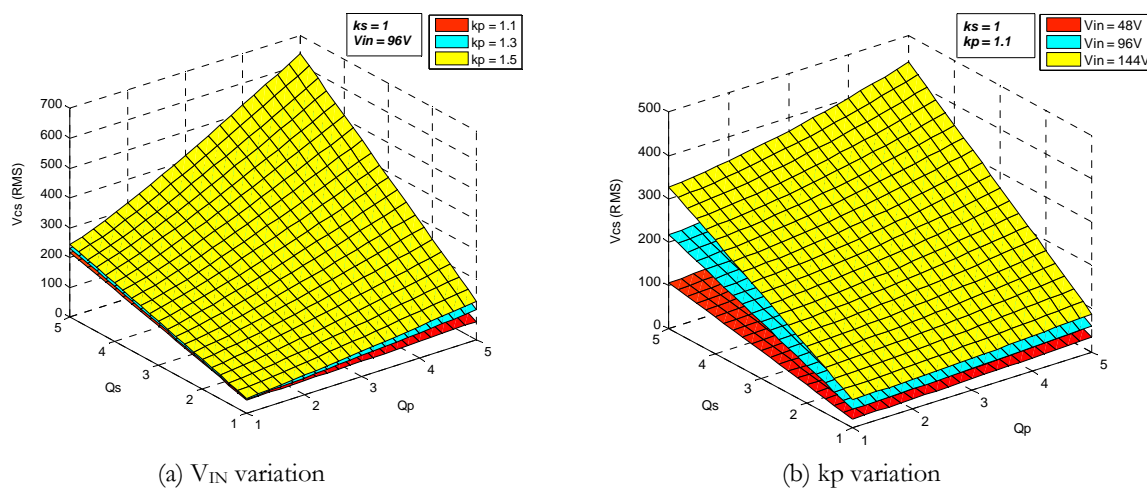 ks = 1
Vin = 96V
kp = 1.1
kp = 1.3
kp = 1.5
700
600
500
400
300
200
100
0
Vcs (RMS)
5
4
3
2
1
Qs
1
2
3
4
5
Qp
(a) VIN variation
ks = 1
kp = 1.1
Vin = 48V
Vin = 96V
Vin = 144V
500
400
300
200
100
0
Vcs (RMS)
5
4
3
2
1
Qs
1
2
3
4
5
Qp
(b) kp variation